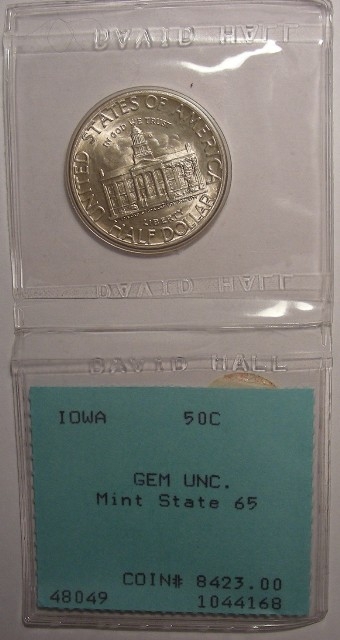 DAVID HALL
UNITED STATES OF AMERICA
IN GOD WE TRUST
LIBERTY
HALF DOLLAR
DAVID HALL
DAVID HALL
IOWA 50C
GEM UNC.
Mint State 65
COIN# 8423.00
48049 1044168